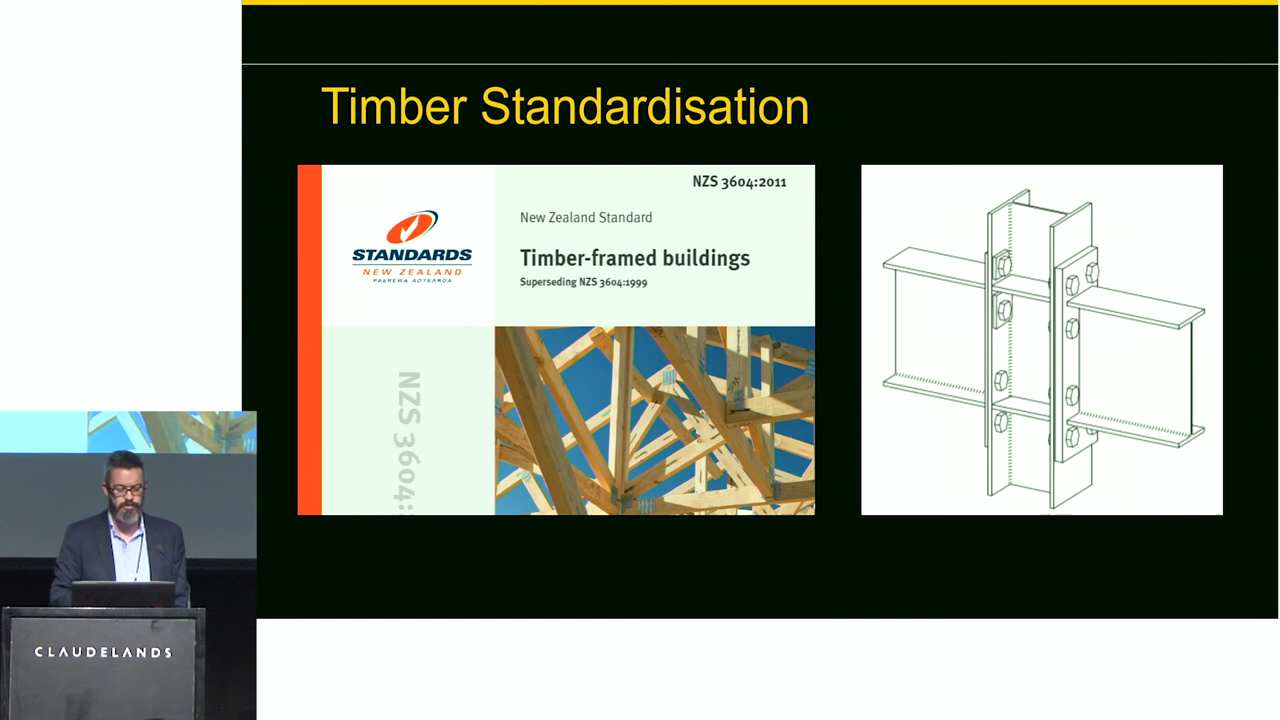 Timber Standardisation
NZS 3604:2011
New Zealand Standard
Timber-framed buildings
Superseding NZS 3604:1999
STANDARDS
NEW ZEALAND
PAEREWA AOTEAROA
NZS 3604:
CLAUDELANDS